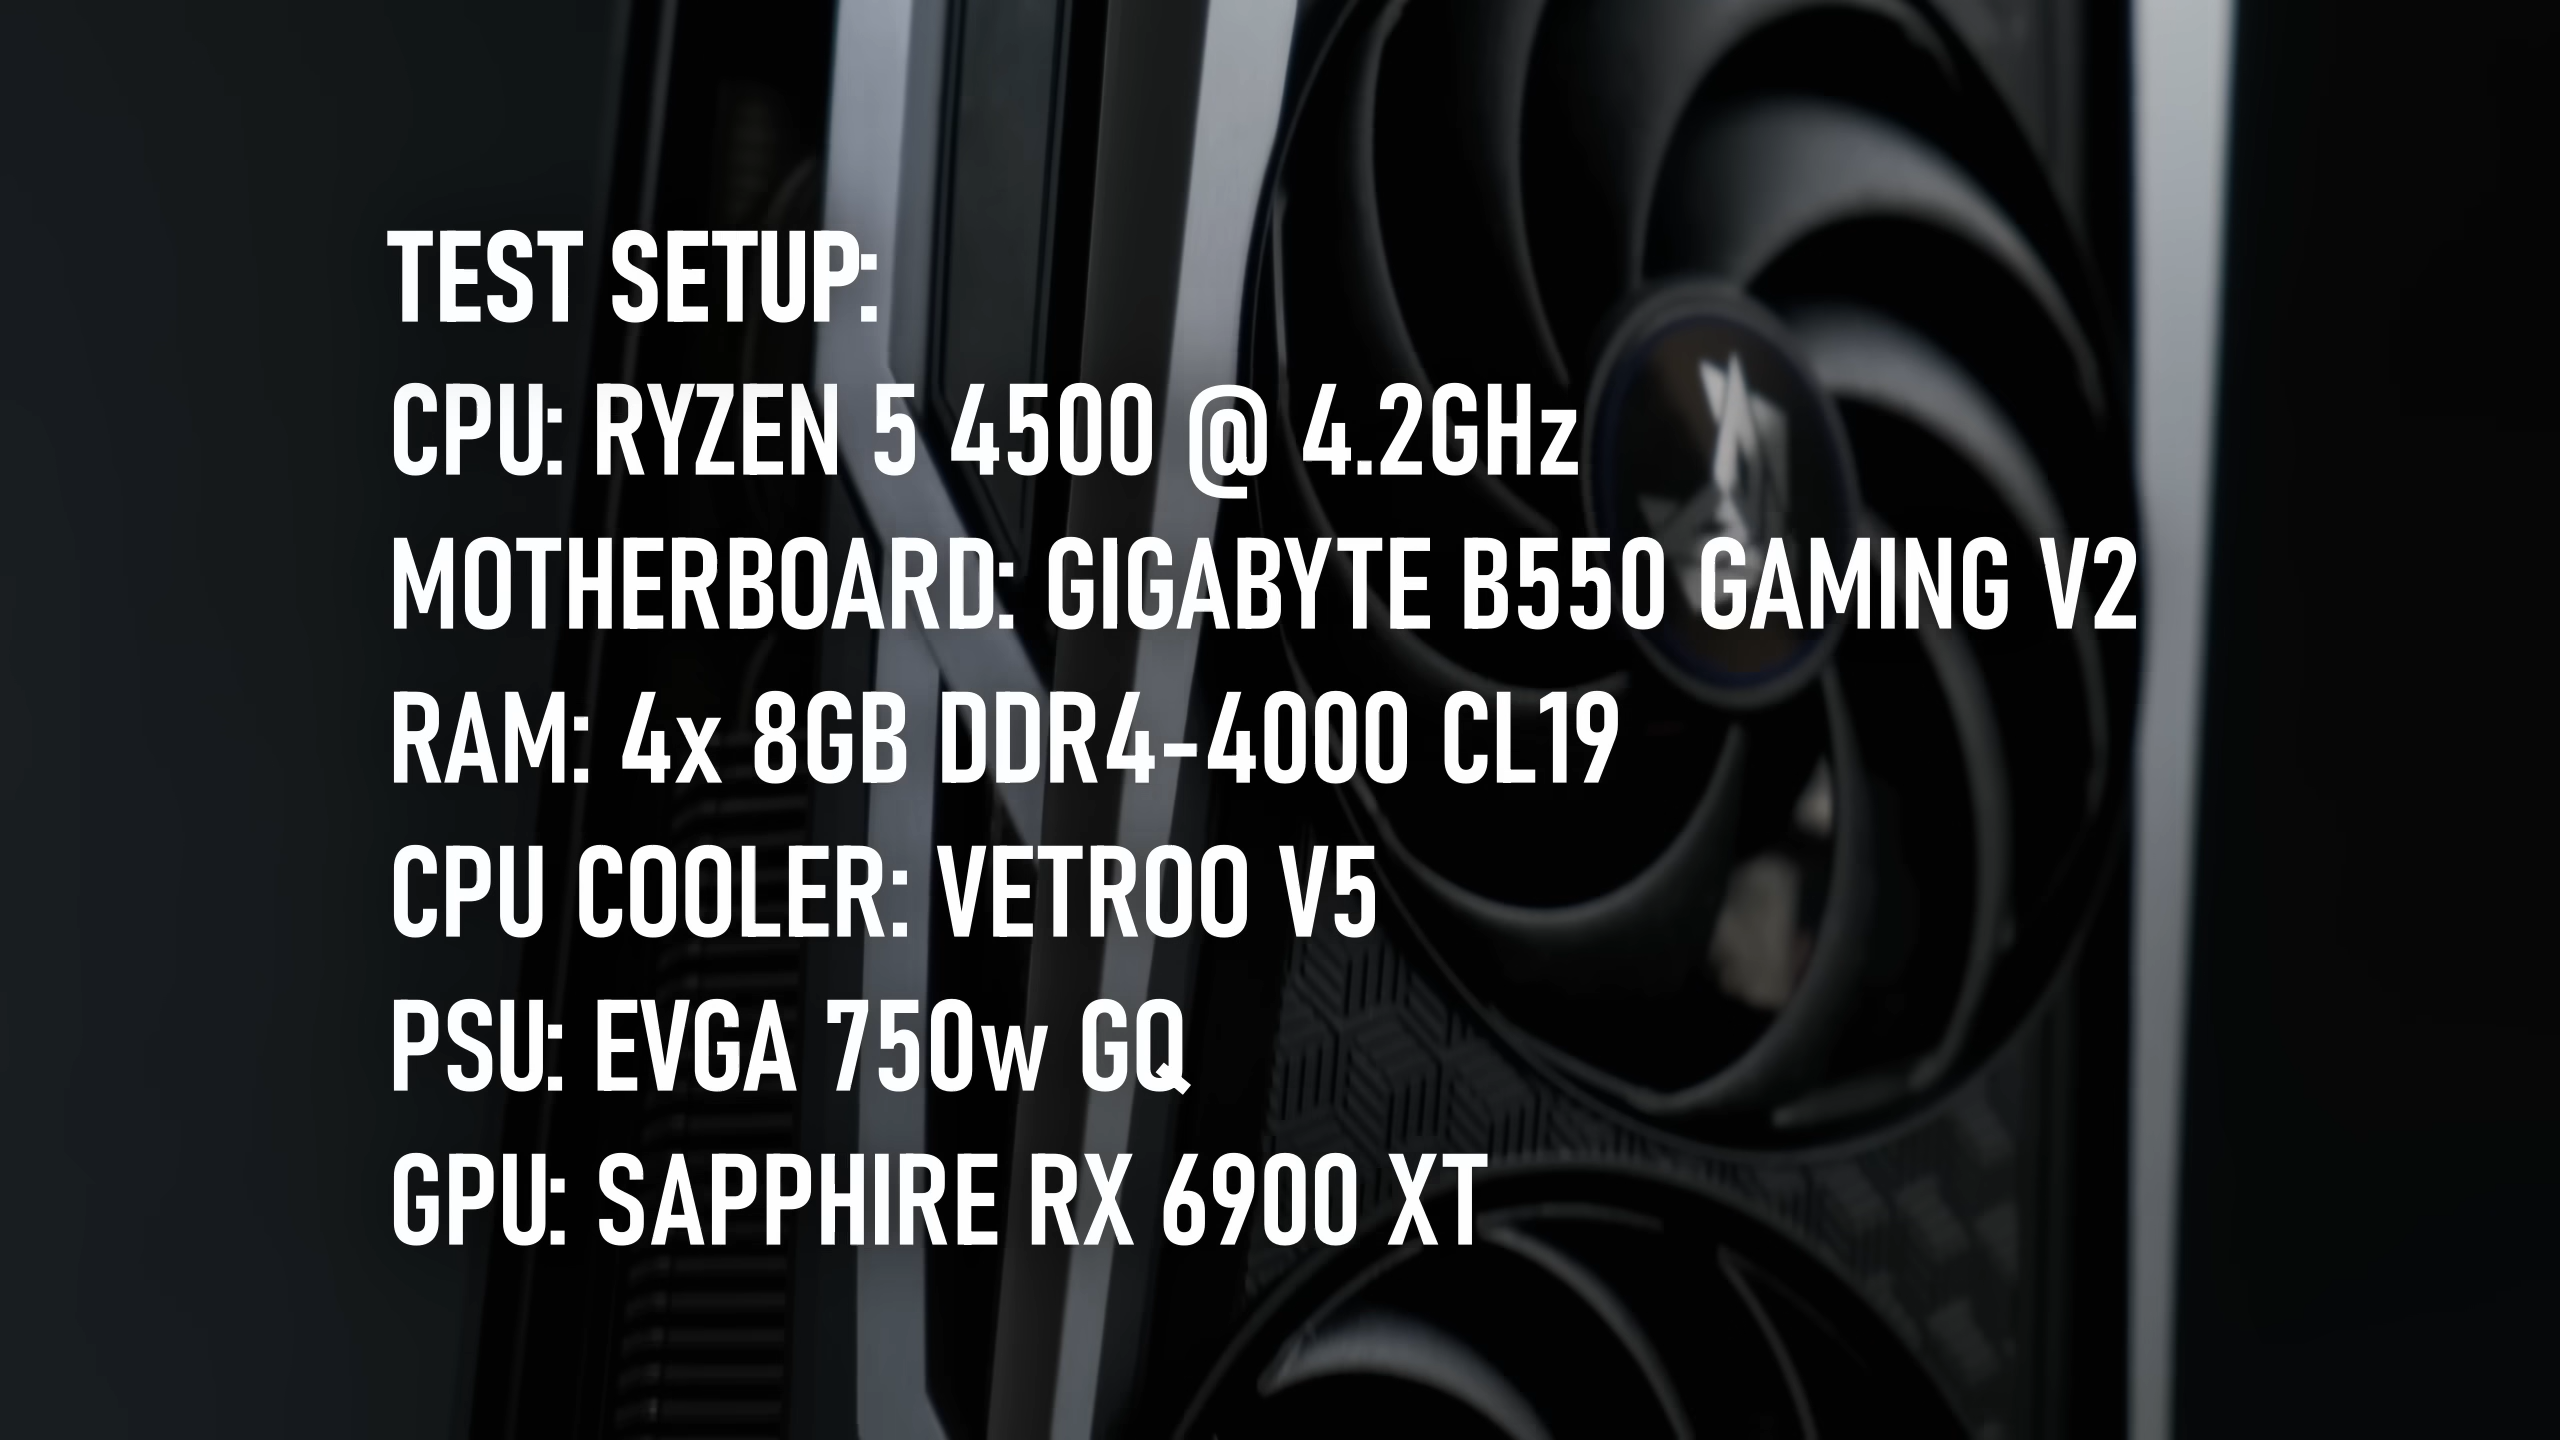 TEST SETUP:
CPU: RYZEN 5 4500 @ 4.2GHz
MOTHERBOARD: GIGABYTE B550 GAMING V2
RAM: 4x 8GB DDR4-4000 CL19
CPU COOLER: VETROO V5
PSU: EVGA 750w GQ
GPU: SAPPHIRE RX 6900 XT